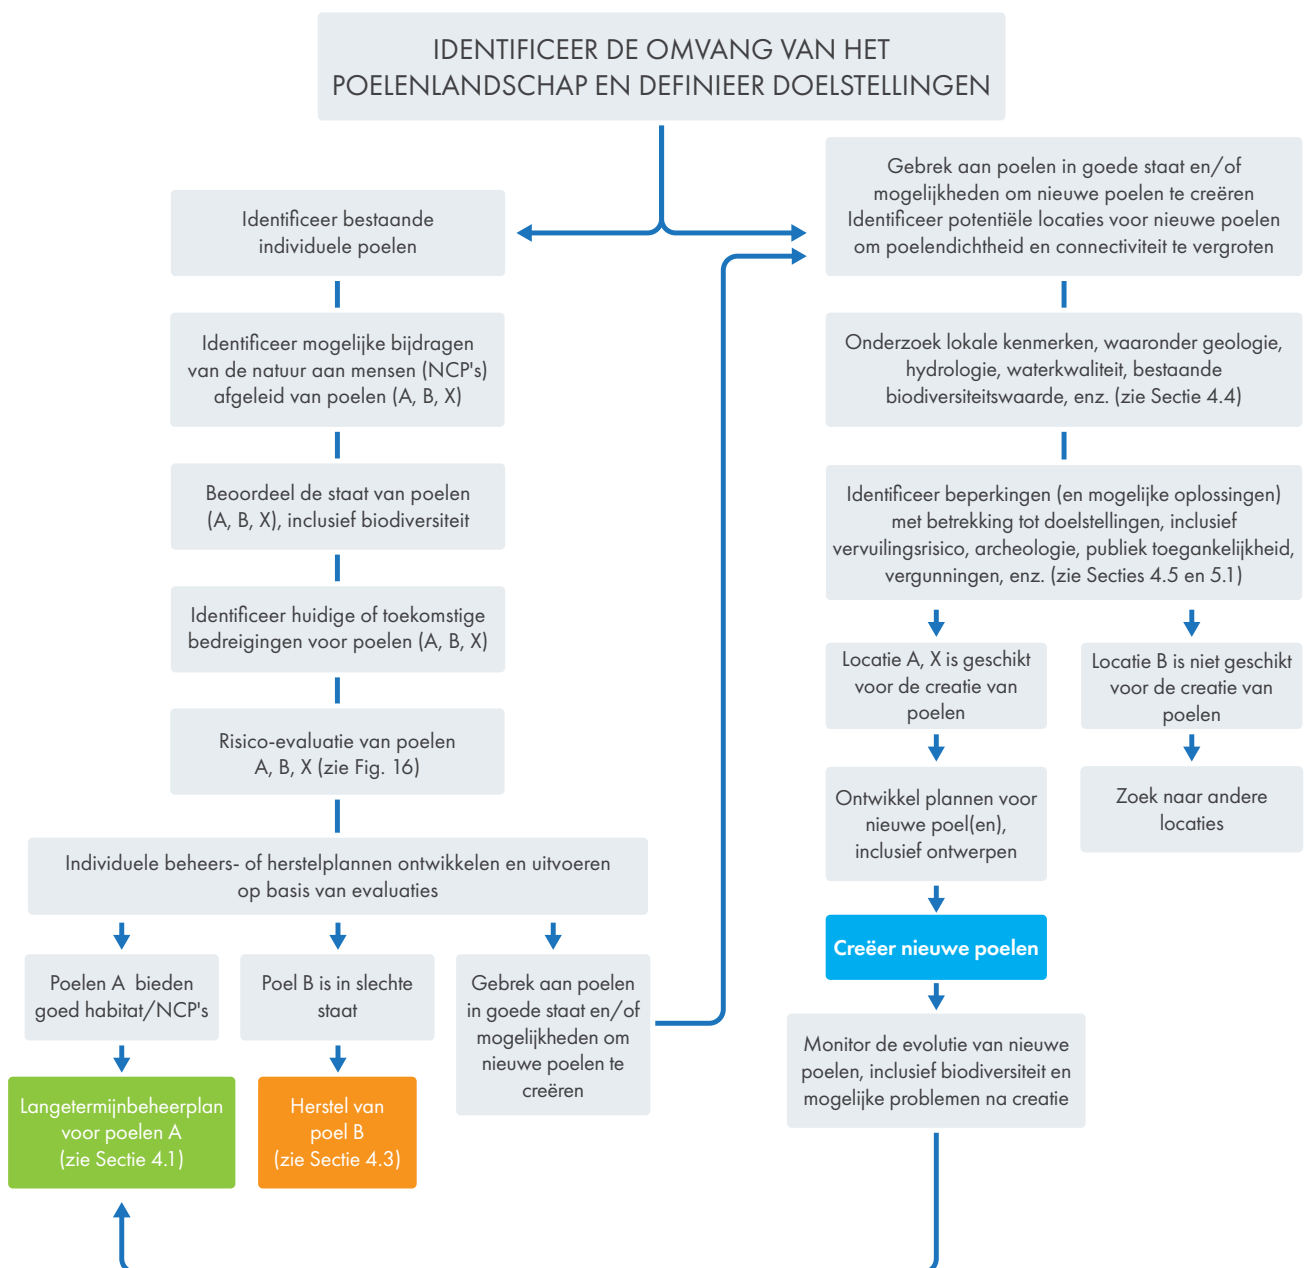 IDENTIFICEER DE OMVANG VAN HET
POELENLANDSCHAP EN DEFINIEER DOELSTELLINGEN
Identificeer bestaande
individuele poelen
Identificeer mogelijke bijdragen
van de natuur aan mensen (NCP's)
afgeleid van poelen (A, B, X)
Beoordeel de staat van poelen
(A, B, X), inclusief biodiversiteit
Identificeer huidige of toekomstige
bedreigingen voor poelen (A, B, X)
Risico-evaluatie van poelen
A, B, X (zie Fig. 16)
Individuele beheers- of herstelplannen ontwikkelen en uitvoeren
op basis van evaluaties
Poelen A bieden
goed habitat/NCP's
Langetermijnbeheerplan
voor poelen A
(zie Sectie 4.1)
Poel B is in slechte
staat
Herstel van
poel B
(zie Sectie 4.3)
Gebrek aan poelen
in goede staat en/of
mogelijkheden om
nieuwe poelen te
creëren
Gebrek aan poelen in goede staat en/of
mogelijkheden om nieuwe poelen te creëren
Identificeer potentiële locaties voor nieuwe poelen
om poelendichtheid en connectiviteit te vergroten
Onderzoek lokale kenmerken, waaronder geologie,
hydrologie, waterkwaliteit, bestaande
biodiversiteitswaarde, enz. (zie Sectie 4.4)
Identificeer beperkingen (en mogelijke oplossingen)
met betrekking tot doelstellingen, inclusief
vervuilingsrisico, archeologie, publiek toegankelijkheid,
vergunningen, enz. (zie Secties 4.5 en 5.1)
Locatie A, X is geschikt
voor de creatie van
poelen
Ontwikkel plannen voor
nieuwe poel(en),
inclusief ontwerpen
Creëer nieuwe poelen
Monitor de evolutie van nieuwe
poelen, inclusief biodiversiteit en
mogelijke problemen na creatie
Locatie B is niet geschikt
voor de creatie van
poelen
Zoek naar andere
locaties